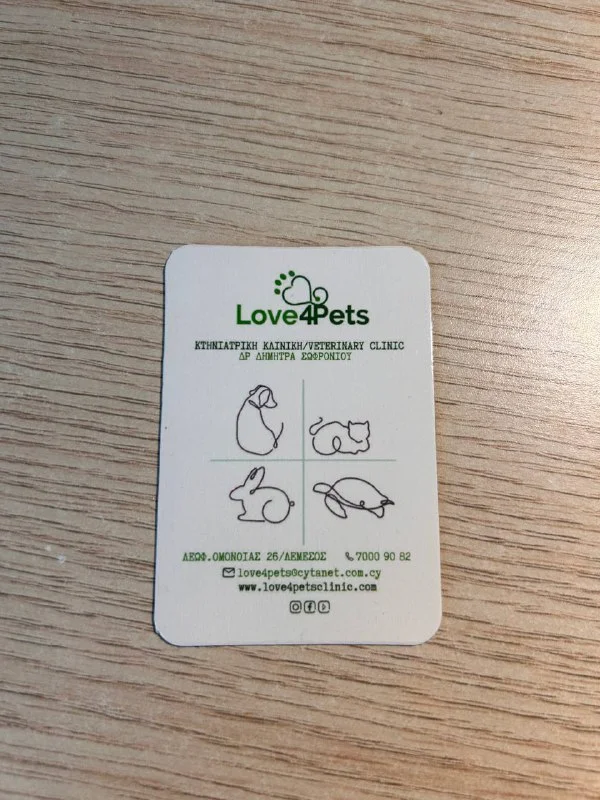 Love4Pets
ΚΤΗΝΙΑΤΡΙΚΗ ΚΛΙΝΙΚΗ/VETERINARY CLINIC
ΔΡ ΔΗΜΗΤΡΑ ΣΩΦΡΟΝΙΟΥ
ΛΕΩΦ.ΟΜΟΝΟΙΑΣ 26/ΛΕΜΕΣΟΣ 7000 90 82
love4pets@cytanet.com.cy
www.love4petsclinic.com